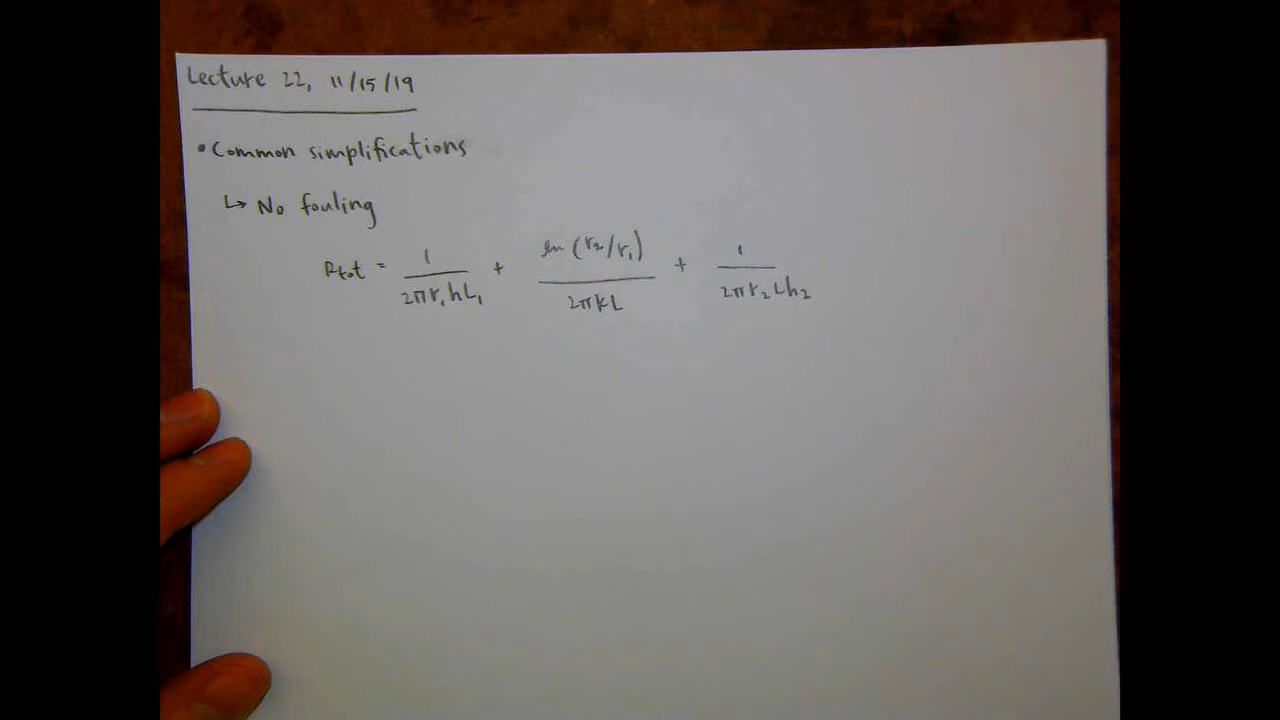 Lecture 22, 11/15/19
• Common simplifications
↳ No fouling
Rtot = 1/(2πr₁hL₁) + ln(r₂/r₁)/(2πkL) + 1/(2πr₂Lh₂)